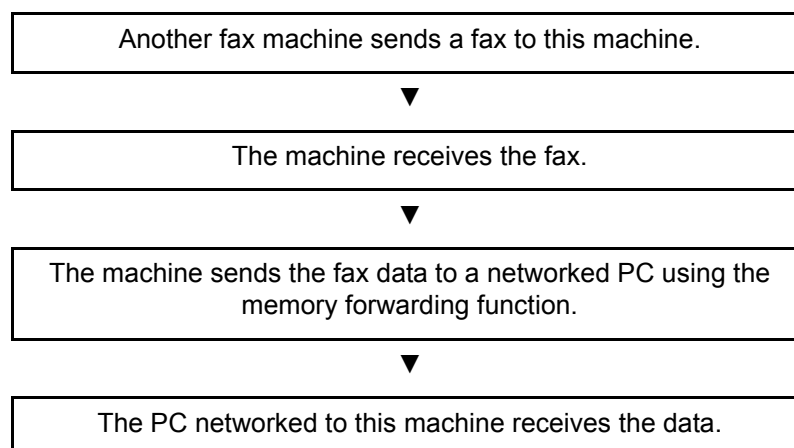 Another fax machine sends a fax to this machine.
▼
The machine receives the fax.
▼
The machine sends the fax data to a networked PC using the
memory forwarding function.
▼
The PC networked to this machine receives the data.